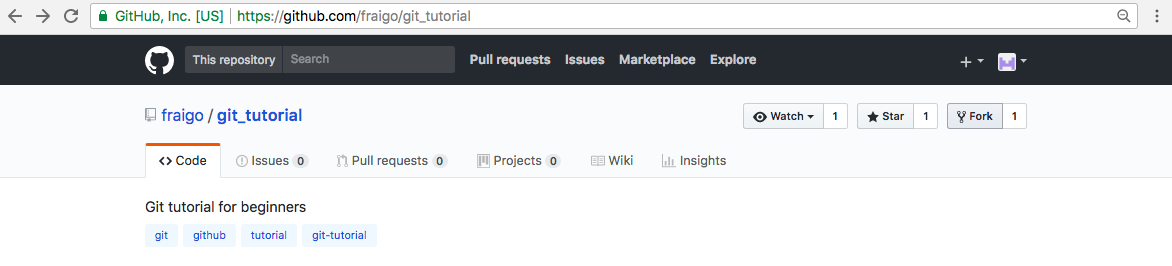 GitHub, Inc. [US] https://github.com/fraigo/git_tutorial
This repository Search Pull requests Issues Marketplace Explore
fraigo / git_tutorial Watch 1 Star 1 Fork 1
Code Issues 0 Pull requests 0 Projects 0 Wiki Insights
Git tutorial for beginners
git github tutorial git-tutorial